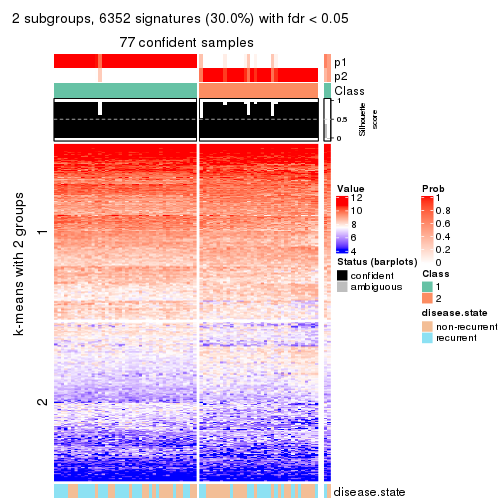 2 subgroups, 6352 signatures (30.0%) with fdr < 0.05
77 confident samples
p1
p2
Class
1
0.5
0
Silhouette
score
k-means with 2 groups
1
2
Value
12
10
8
6
4
Status (barplots)
confident
ambiguous
Prob
1
0.8
0.6
0.4
0.2
0
Class
1
2
disease.state
non-recurrent
recurrent
disease.state